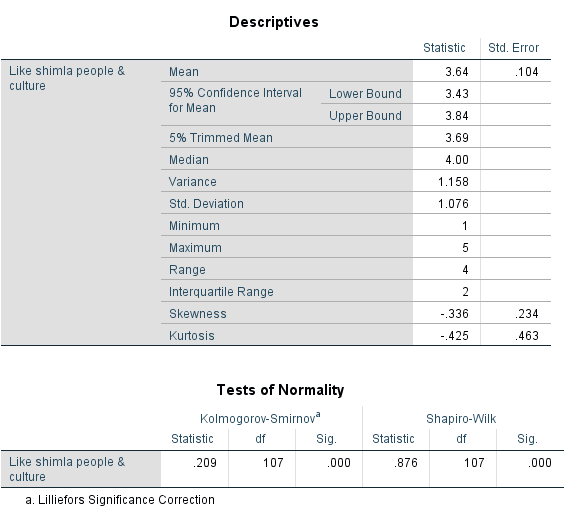 Descriptives
Statistic Std. Error
Like shimla people & culture Mean 3.64 .104
95% Confidence Interval for Mean Lower Bound 3.43
Upper Bound 3.84
5% Trimmed Mean 3.69
Median 4.00
Variance 1.158
Std. Deviation 1.076
Minimum 1
Maximum 5
Range 4
Interquartile Range 2
Skewness -.336 .234
Kurtosis -.425 .463
Tests of Normality
Kolmogorov-Smirnov^a Shapiro-Wilk
Statistic df Sig. Statistic df Sig.
Like shimla people & culture .209 107 .000 .876 107 .000
a. Lilliefors Significance Correction